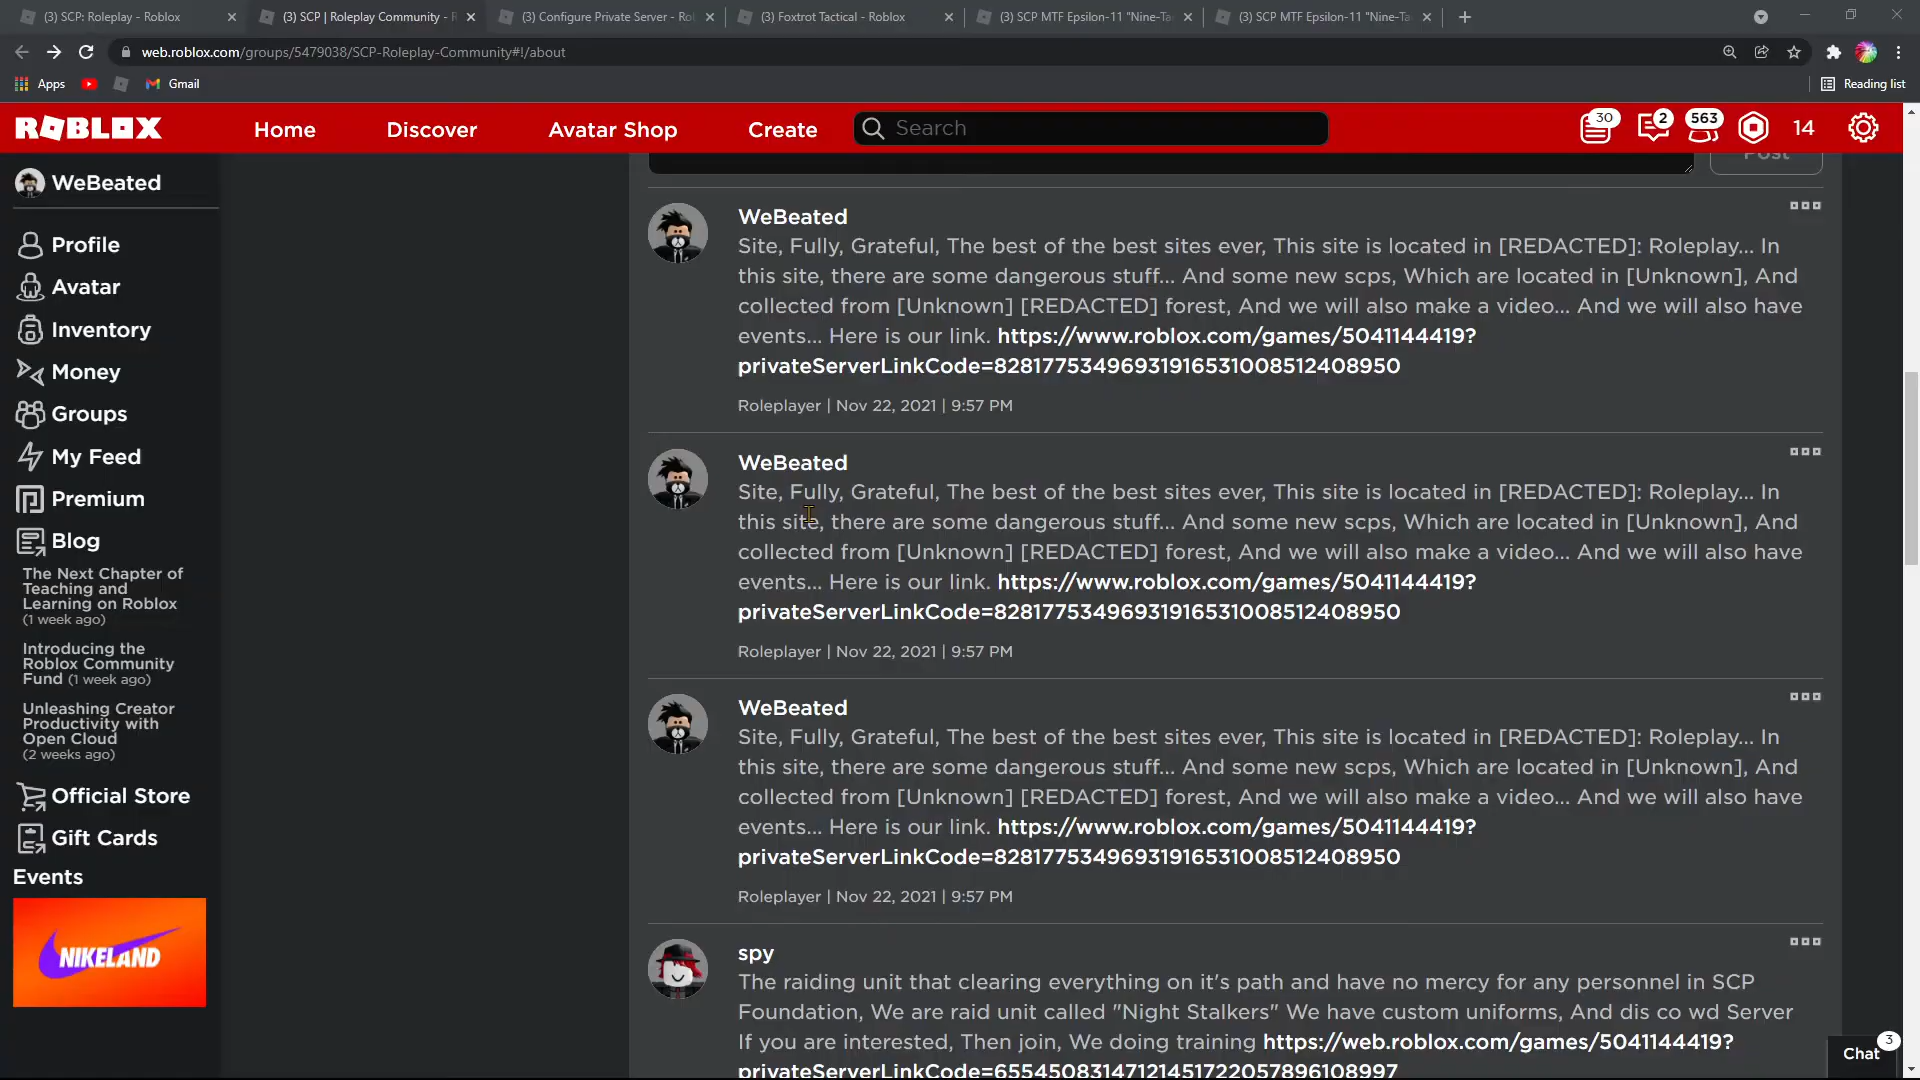 (3) SCP: Roleplay - Roblox
(3) SCP | Roleplay Community - R
(3) Configure Private Server - Ro
(3) Foxtrot Tactical - Roblox
(3) SCP MTF Epsilon-11 "Nine-Ta
(3) SCP MTF Epsilon-11 "Nine-Ta
web.roblox.com/groups/5479038/SCP-Roleplay-Community#!/about
Apps
Gmail
Reading list
ROBLOX
Home
Discover
Avatar Shop
Create
Search
30
2
563
14
WeBeated
Profile
Avatar
Inventory
Money
Groups
My Feed
Premium
Blog
The Next Chapter of
Teaching and
Learning on Roblox
(1 week ago)
Introducing the
Roblox Community
Fund (1 week ago)
Unleashing Creator
Productivity with
Open Cloud
(2 weeks ago)
Official Store
Gift Cards
Events
NIKELAND
Post
WeBeated
Site, Fully, Grateful, The best of the best sites ever, This site is located in [REDACTED]: Roleplay... In
this site, there are some dangerous stuff... And some new scps, Which are located in [Unknown], And
collected from [Unknown] [REDACTED] forest, And we will also make a video... And we will also have
events... Here is our link. https://www.roblox.com/games/5041144419?
privateServerLinkCode=82817753496931916531008512408950
Roleplayer | Nov 22, 2021 | 9:57 PM
WeBeated
Site, Fully, Grateful, The best of the best sites ever, This site is located in [REDACTED]: Roleplay... In
this site, there are some dangerous stuff... And some new scps, Which are located in [Unknown], And
collected from [Unknown] [REDACTED] forest, And we will also make a video... And we will also have
events... Here is our link. https://www.roblox.com/games/5041144419?
privateServerLinkCode=82817753496931916531008512408950
Roleplayer | Nov 22, 2021 | 9:57 PM
WeBeated
Site, Fully, Grateful, The best of the best sites ever, This site is located in [REDACTED]: Roleplay... In
this site, there are some dangerous stuff... And some new scps, Which are located in [Unknown], And
collected from [Unknown] [REDACTED] forest, And we will also make a video... And we will also have
events... Here is our link. https://www.roblox.com/games/5041144419?
privateServerLinkCode=82817753496931916531008512408950
Roleplayer | Nov 22, 2021 | 9:57 PM
spy
The raiding unit that clearing everything on it's path and have no mercy for any personnel in SCP
Foundation, We are raid unit called "Night Stalkers" We have custom uniforms, And dis co wd Server
If you are interested, Then join, We doing training https://web.roblox.com/games/5041144419?
privateServerLinkCode=65545083147121451722057896108997
Chat
3